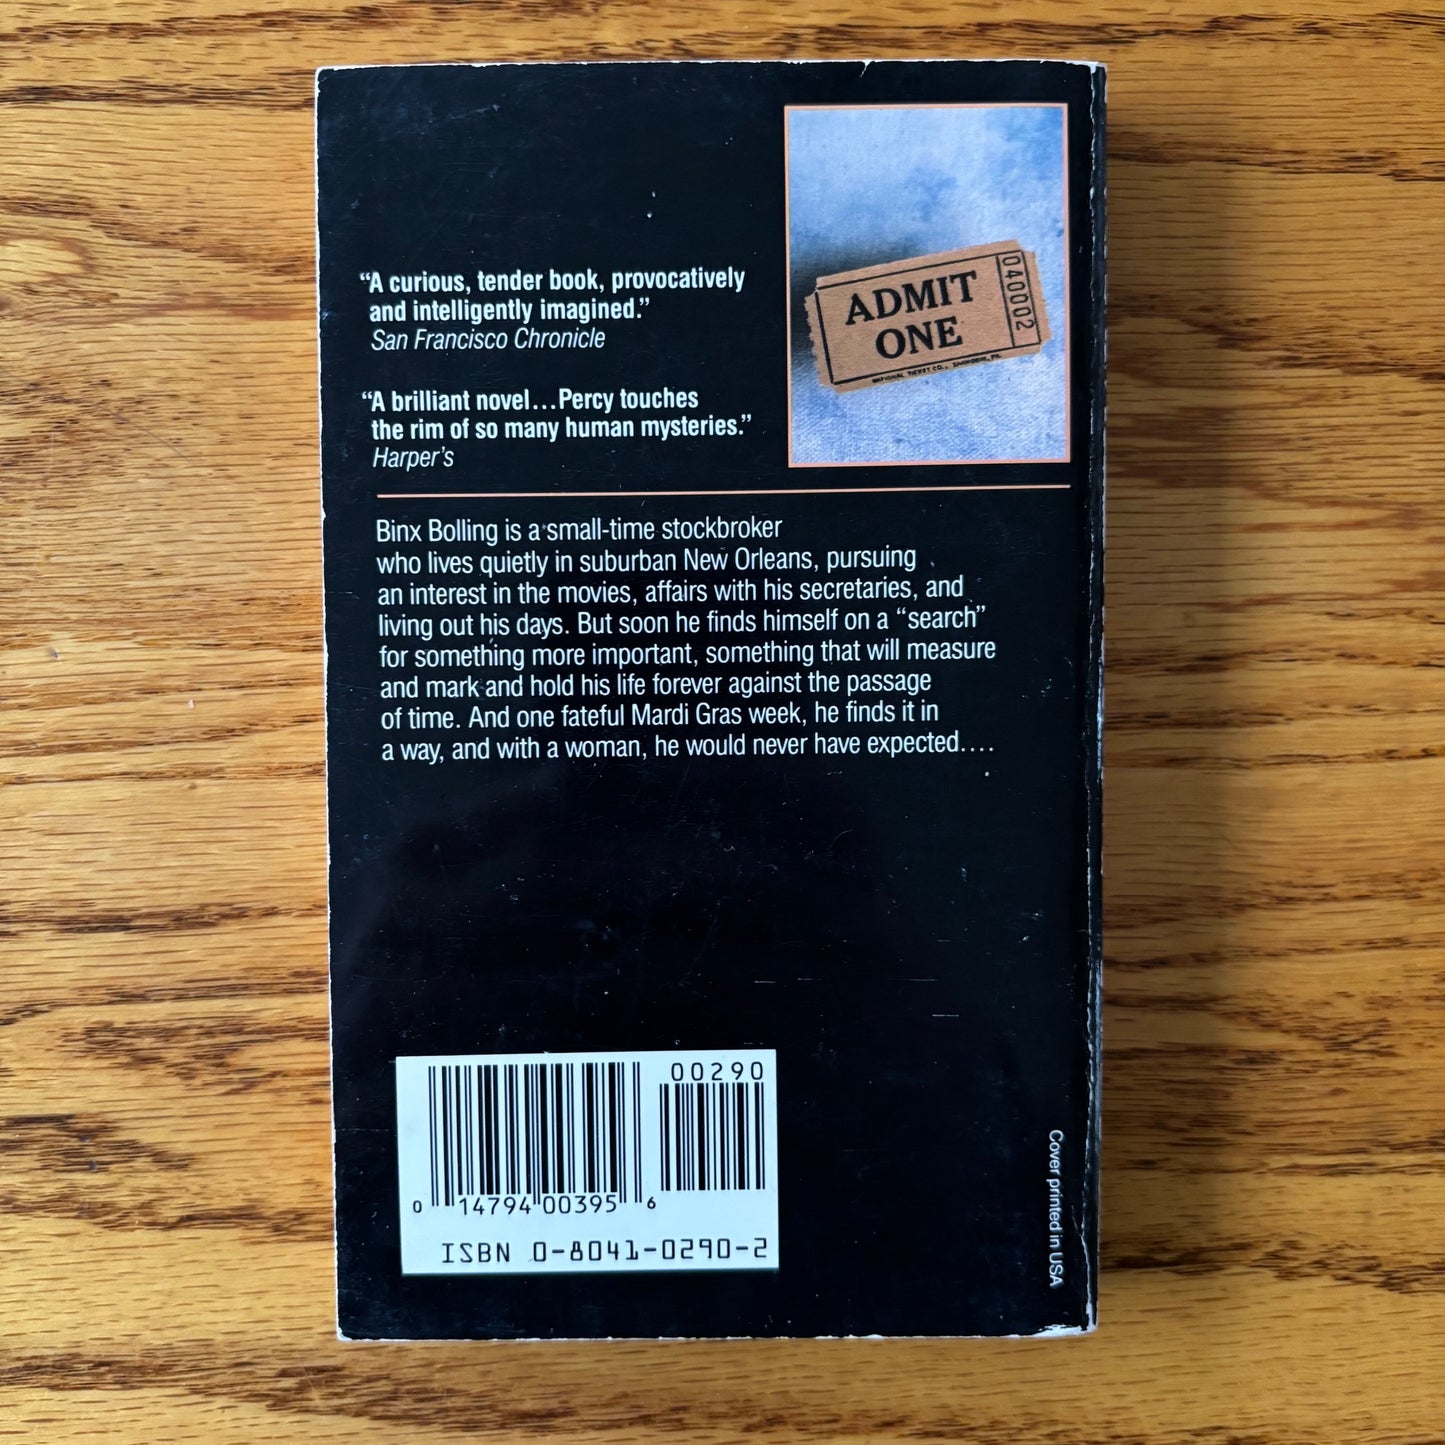 “A curious, tender book, provocatively
and intelligently imagined.”
San Francisco Chronicle
“A brilliant novel...Percy touches
the rim of so many human mysteries.”
Harper's
ADMIT
ONE
040002
NATIONAL TICKET CO., SHAMOKIN, PA.
Binx Bolling is a small-time stockbroker
who lives quietly in suburban New Orleans, pursuing
an interest in the movies, affairs with his secretaries, and
living out his days. But soon he finds himself on a “search”
for something more important, something that will measure
and mark and hold his life forever against the passage
of time. And one fateful Mardi Gras week, he finds it in
a way, and with a woman, he would never have expected....
00290
0 14794 00395 6
ISBN 0-8041-0290-2
Cover printed in USA